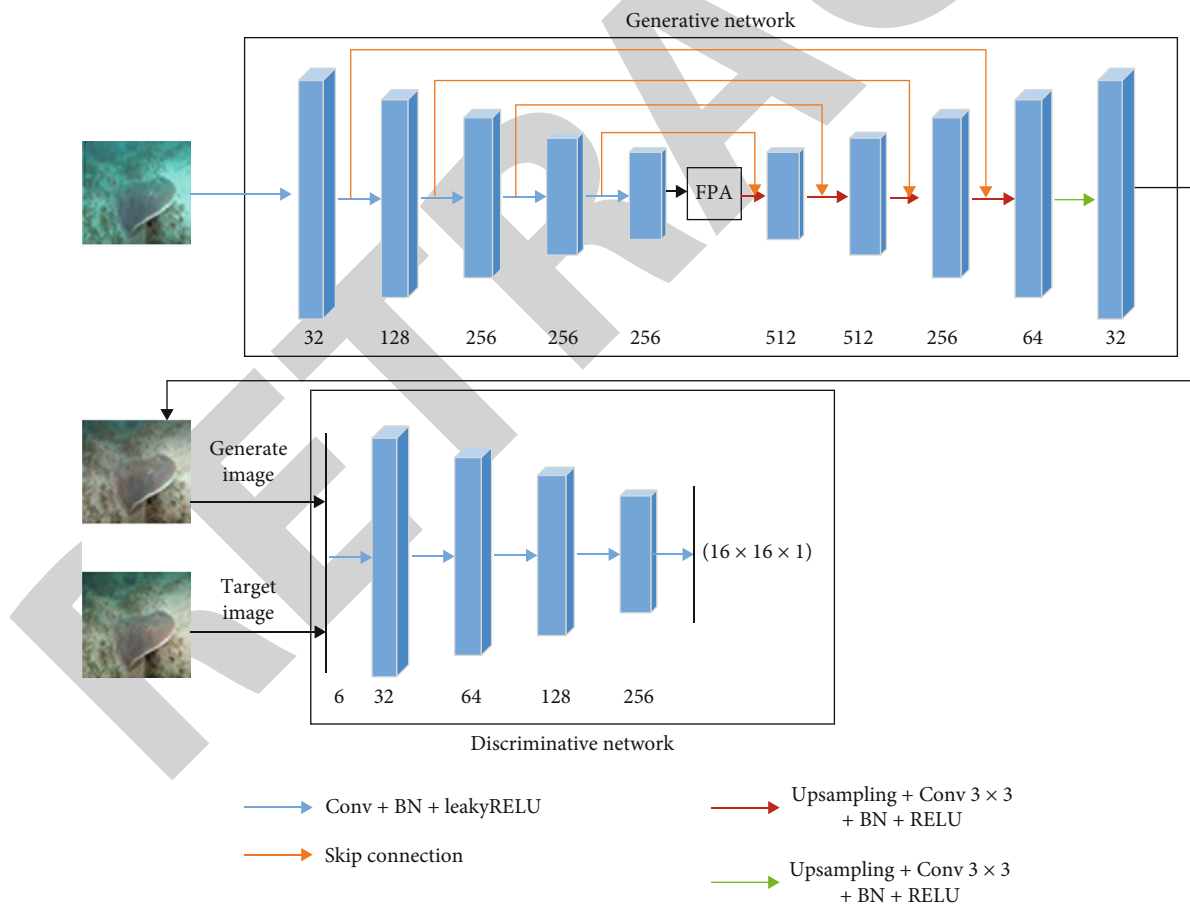 Generative network
FPA
32 128 256 256 256 512 512 256 64 32
Generate
image
Target
image
(16 × 16 × 1)
6 32 64 128 256
Discriminative network
Conv + BN + leakyRELU
Skip connection
Upsampling + Conv 3 × 3
+ BN + RELU
Upsampling + Conv 3 × 3
+ BN + RELU
RETRAC